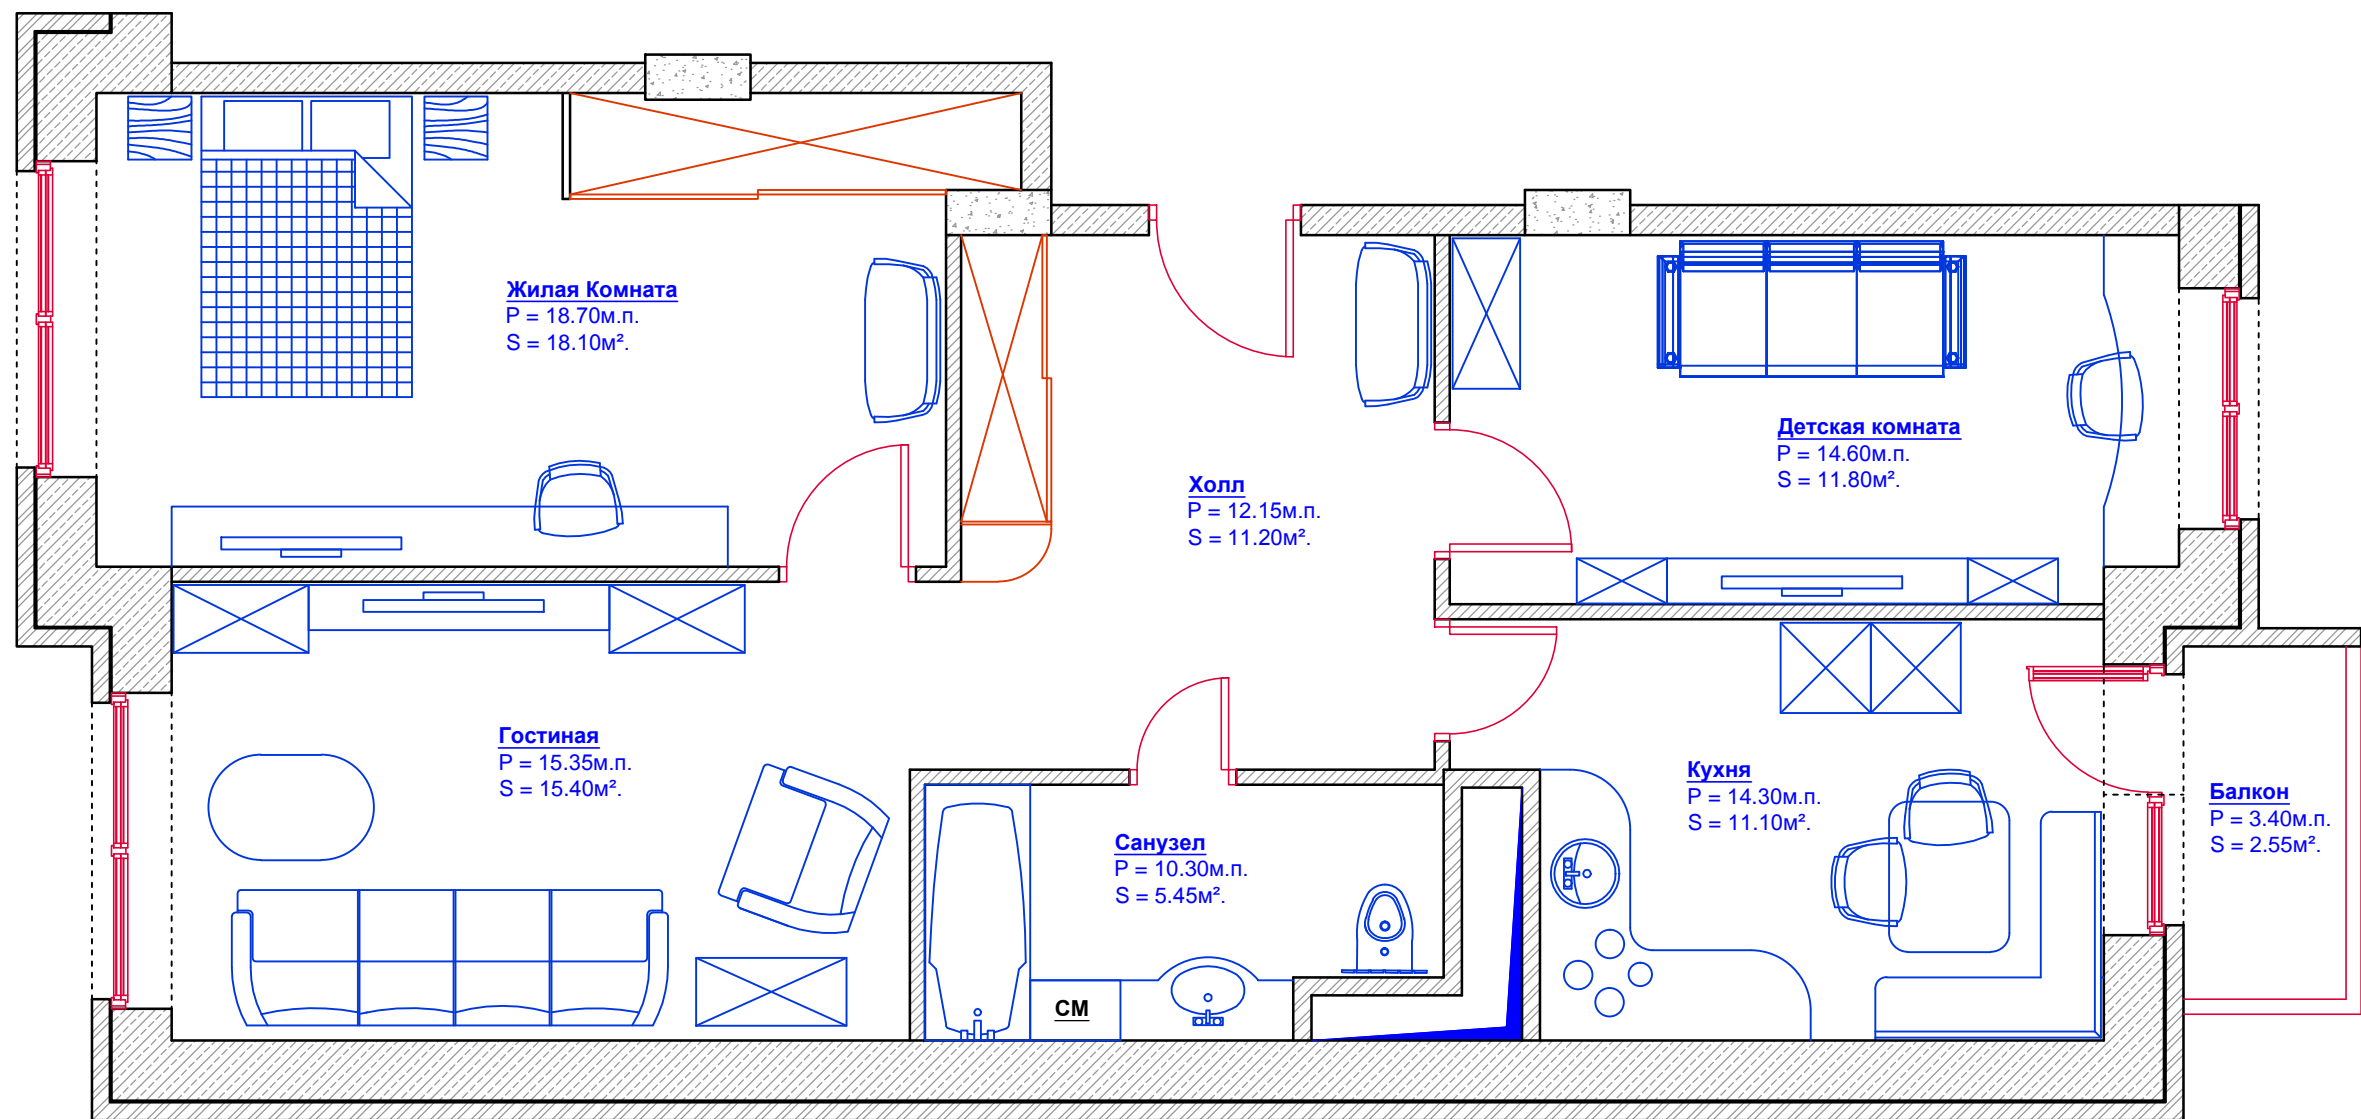 Жилая Комната
P = 18.70м.п.
S = 18.10м².
Детская комната
P = 14.60м.п.
S = 11.80м².
Холл
P = 12.15м.п.
S = 11.20м².
Гостиная
P = 15.35м.п.
S = 15.40м².
Кухня
P = 14.30м.п.
S = 11.10м².
Балкон
P = 3.40м.п.
S = 2.55м².
Санузел
P = 10.30м.п.
S = 5.45м².
СМ